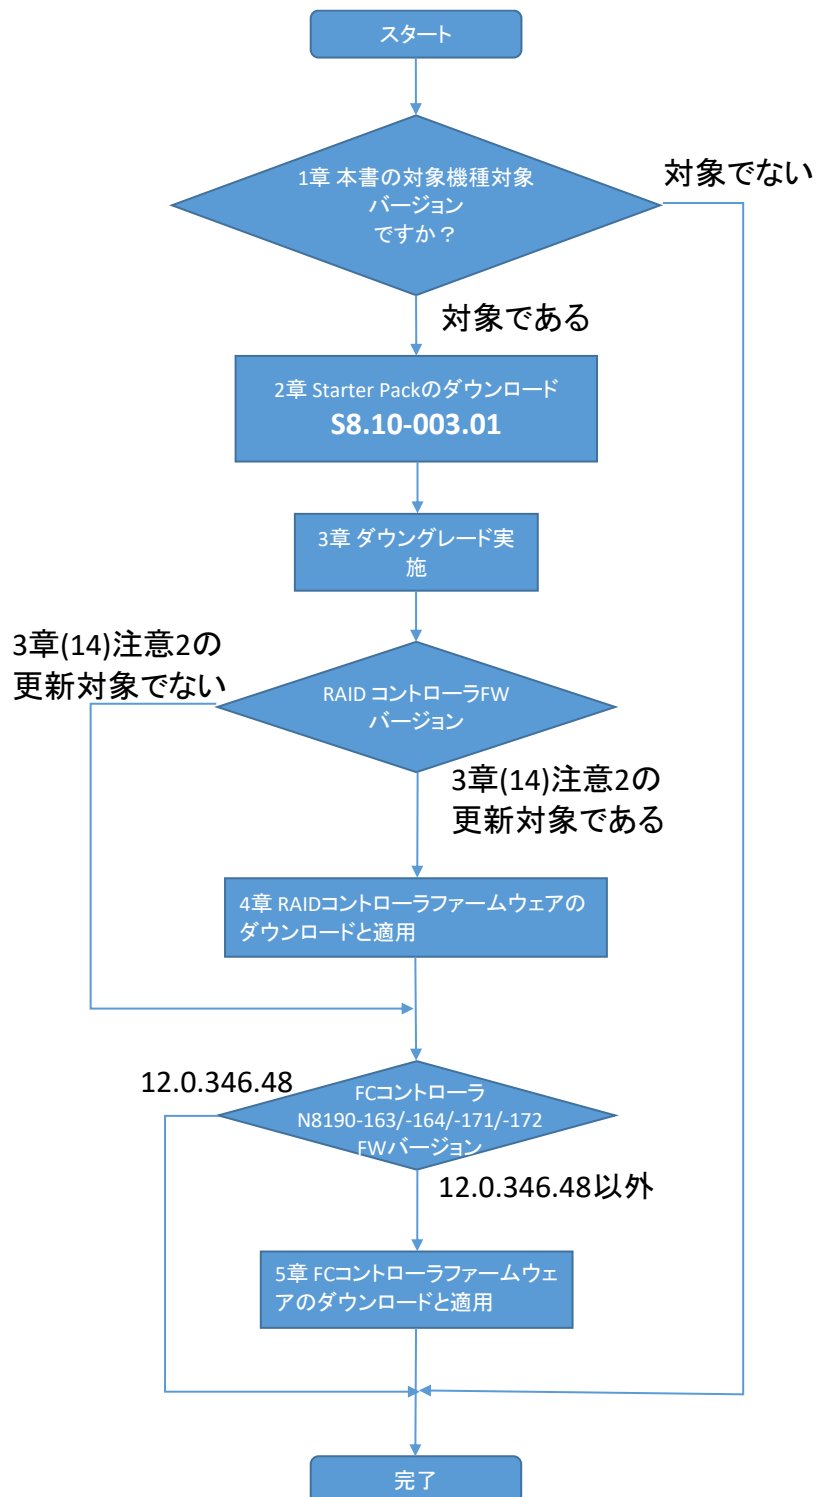 スタート
1章 本書の対象機種対象
バージョン
ですか？
対象でない
対象である
2章 Starter Packのダウンロード
S8.10-003.01
3章 ダウングレード実
施
3章(14)注意2の
更新対象でない
RAID コントローラFW
バージョン
3章(14)注意2の
更新対象である
4章 RAIDコントローラファームウェアの
ダウンロードと適用
12.0.346.48
FCコントローラ
N8190-163/-164/-171/-172
FWバージョン
12.0.346.48以外
5章 FCコントローラファームウェ
アのダウンロードと適用
完了